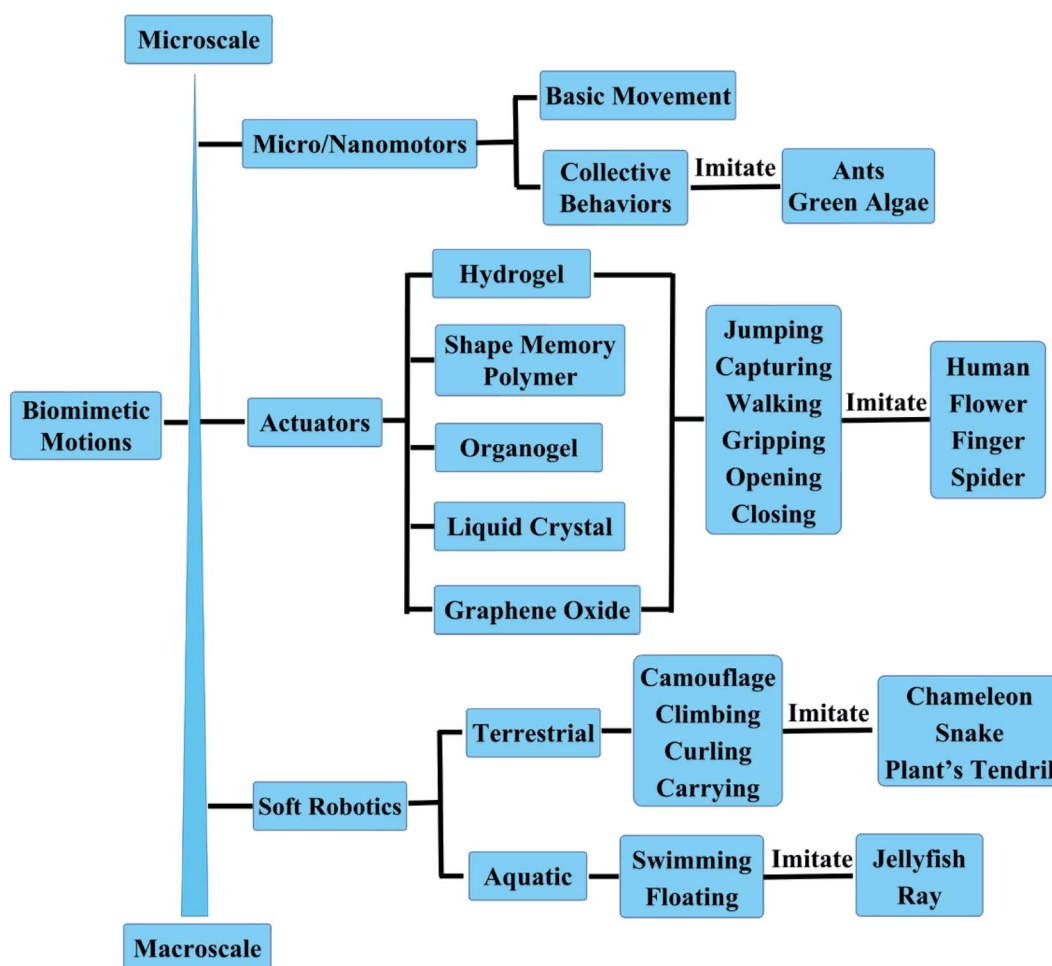 Microscale
Basic Movement
Micro/Nanomotors
Collective
Behaviors
Imitate
Ants
Green Algae
Hydrogel
Shape Memory
Polymer
Organogel
Liquid Crystal
Graphene Oxide
Biomimetic
Motions
Actuators
Jumping
Capturing
Walking
Gripping
Opening
Closing
Imitate
Human
Flower
Finger
Spider
Soft Robotics
Terrestrial
Camouflage
Climbing
Curling
Carrying
Imitate
Chameleon
Snake
Plant's Tendril
Aquatic
Swimming
Floating
Imitate
Jellyfish
Ray
Macroscale